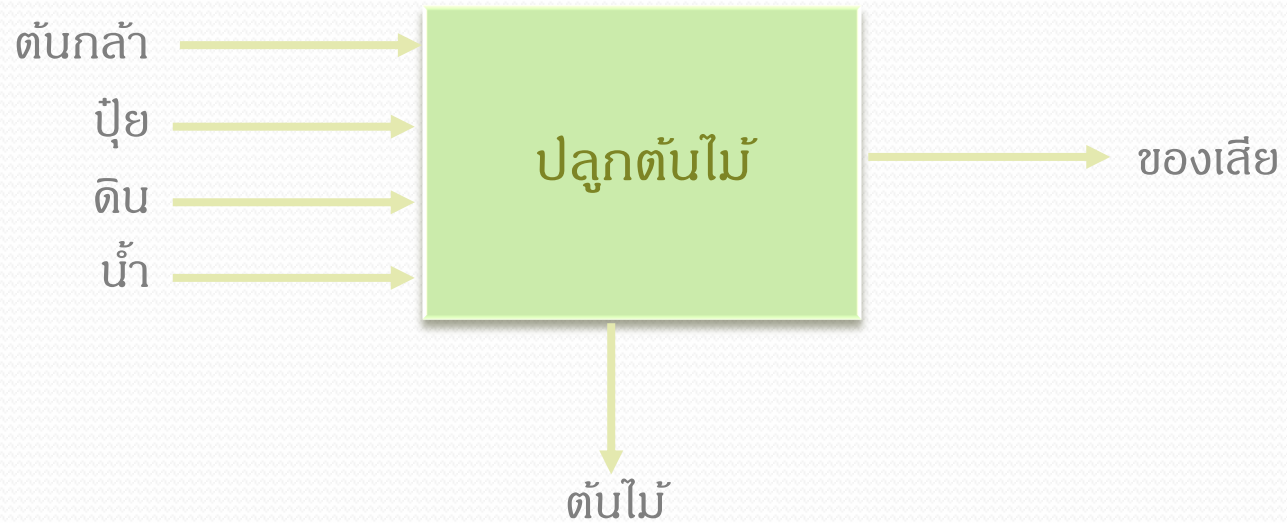 ต้นกล้า
ปุ๋ย
ดิน
น้ำ
ปลูกต้นไม้
ของเสีย
ต้นไม้